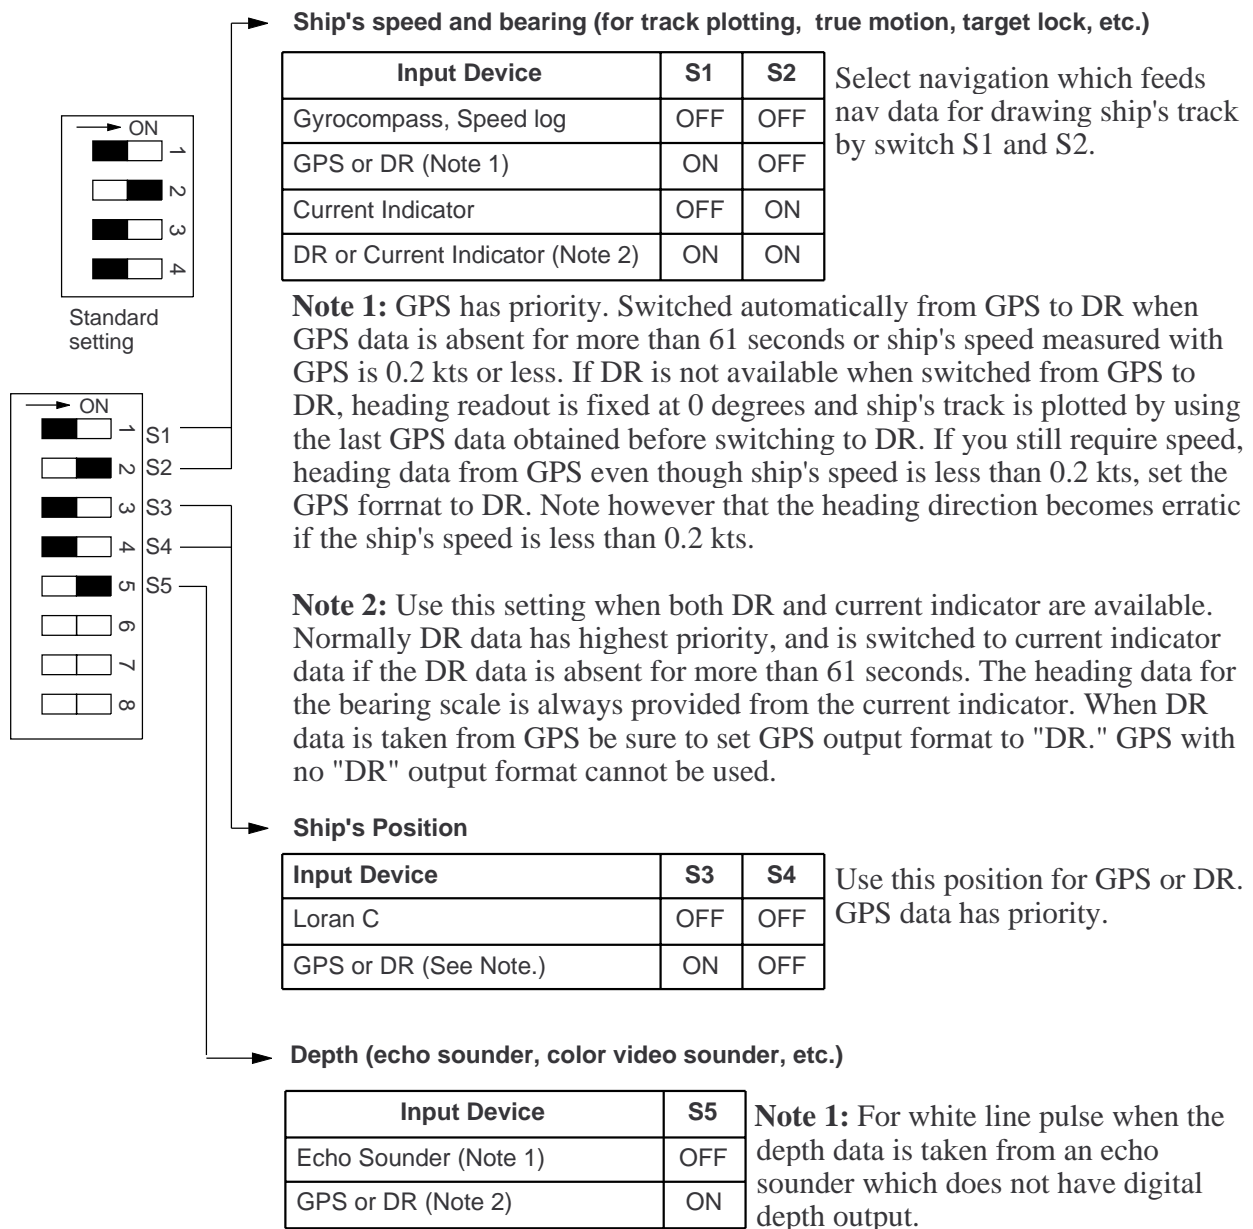 Ship's speed and bearing (for track plotting, true motion, target lock, etc.)
Input Device S1 S2
Gyrocompass, Speed log OFF OFF
GPS or DR (Note 1) ON OFF
Current Indicator OFF ON
DR or Current Indicator (Note 2) ON ON
Select navigation which feeds
nav data for drawing ship's track
by switch S1 and S2.
ON
1
2
3
4
Standard
setting
Note 1: GPS has priority. Switched automatically from GPS to DR when
GPS data is absent for more than 61 seconds or ship's speed measured with
GPS is 0.2 kts or less. If DR is not available when switched from GPS to
DR, heading readout is fixed at 0 degrees and ship's track is plotted by using
the last GPS data obtained before switching to DR. If you still require speed,
heading data from GPS even though ship's speed is less than 0.2 kts, set the
GPS forrnat to DR. Note however that the heading direction becomes erratic
if the ship's speed is less than 0.2 kts.
ON
1 S1
2 S2
3 S3
4 S4
5 S5
6
7
8
Note 2: Use this setting when both DR and current indicator are available.
Normally DR data has highest priority, and is switched to current indicator
data if the DR data is absent for more than 61 seconds. The heading data for
the bearing scale is always provided from the current indicator. When DR
data is taken from GPS be sure to set GPS output format to "DR." GPS with
no "DR" output format cannot be used.
Ship's Position
Input Device S3 S4
Loran C OFF OFF
GPS or DR (See Note.) ON OFF
Use this position for GPS or DR.
GPS data has priority.
Depth (echo sounder, color video sounder, etc.)
Input Device S5
Echo Sounder (Note 1) OFF
GPS or DR (Note 2) ON
Note 1: For white line pulse when the
depth data is taken from an echo
sounder which does not have digital
depth output.